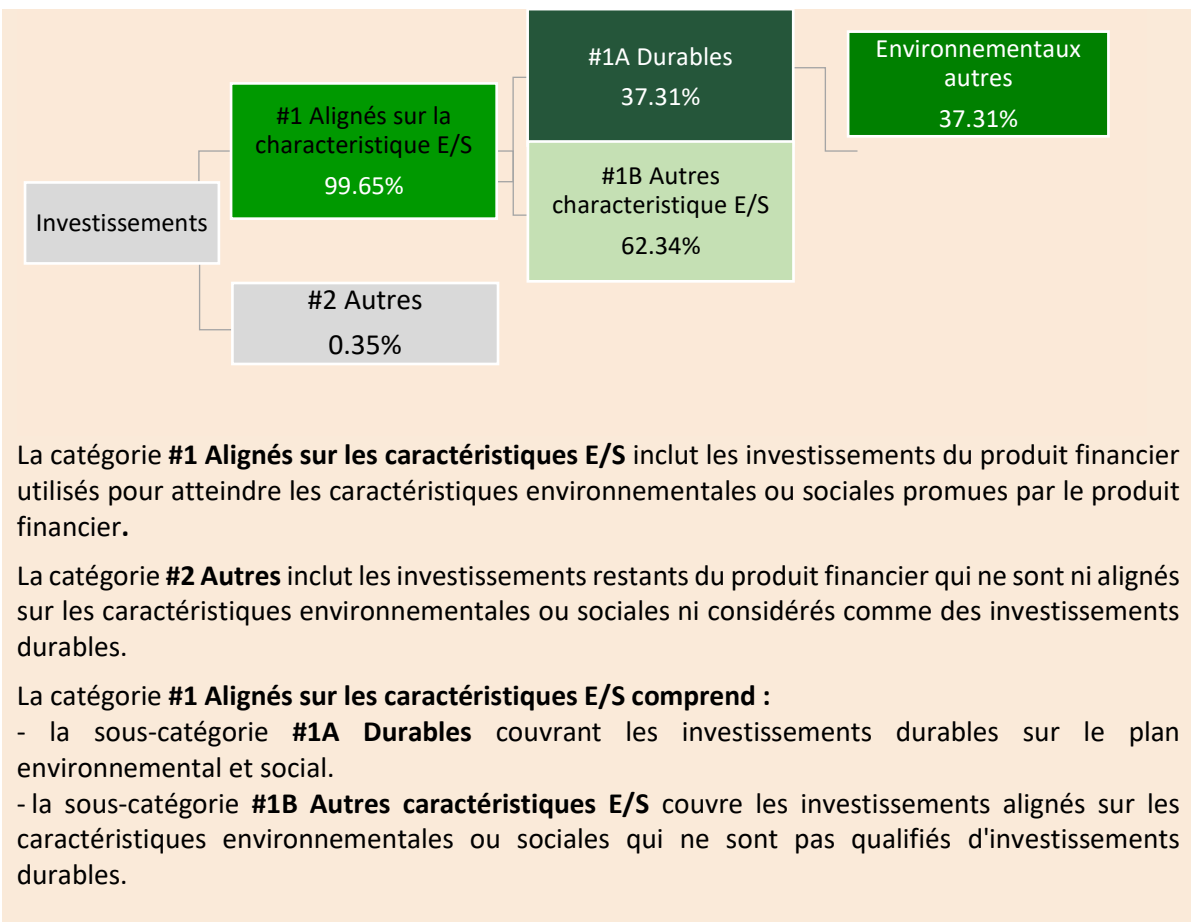 Investissements
#1 Alignés sur la
characteristique E/S
99.65%
#2 Autres
0.35%
#1A Durables
37.31%
#1B Autres
characteristique E/S
62.34%
Environnementaux
autres
37.31%
La catégorie #1 Alignés sur les caractéristiques E/S inclut les investissements du produit financier
utilisés pour atteindre les caractéristiques environnementales ou sociales promues par le produit
financier.
La catégorie #2 Autres inclut les investissements restants du produit financier qui ne sont ni alignés
sur les caractéristiques environnementales ou sociales ni considérés comme des investissements
durables.
La catégorie #1 Alignés sur les caractéristiques E/S comprend :
- la sous-catégorie #1A Durables couvrant les investissements durables sur le plan
environnemental et social.
- la sous-catégorie #1B Autres caractéristiques E/S couvre les investissements alignés sur les
caractéristiques environnementales ou sociales qui ne sont pas qualifiés d'investissements
durables.